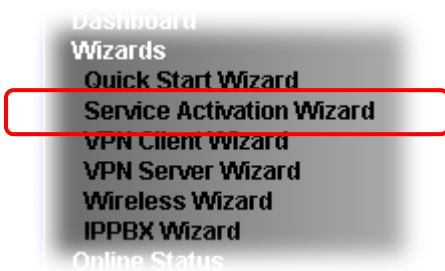 Dashboard
Wizards
Quick Start Wizard
Service Activation Wizard
VPN Client Wizard
VPN Server Wizard
Wireless Wizard
IPPBX Wizard
Online Status